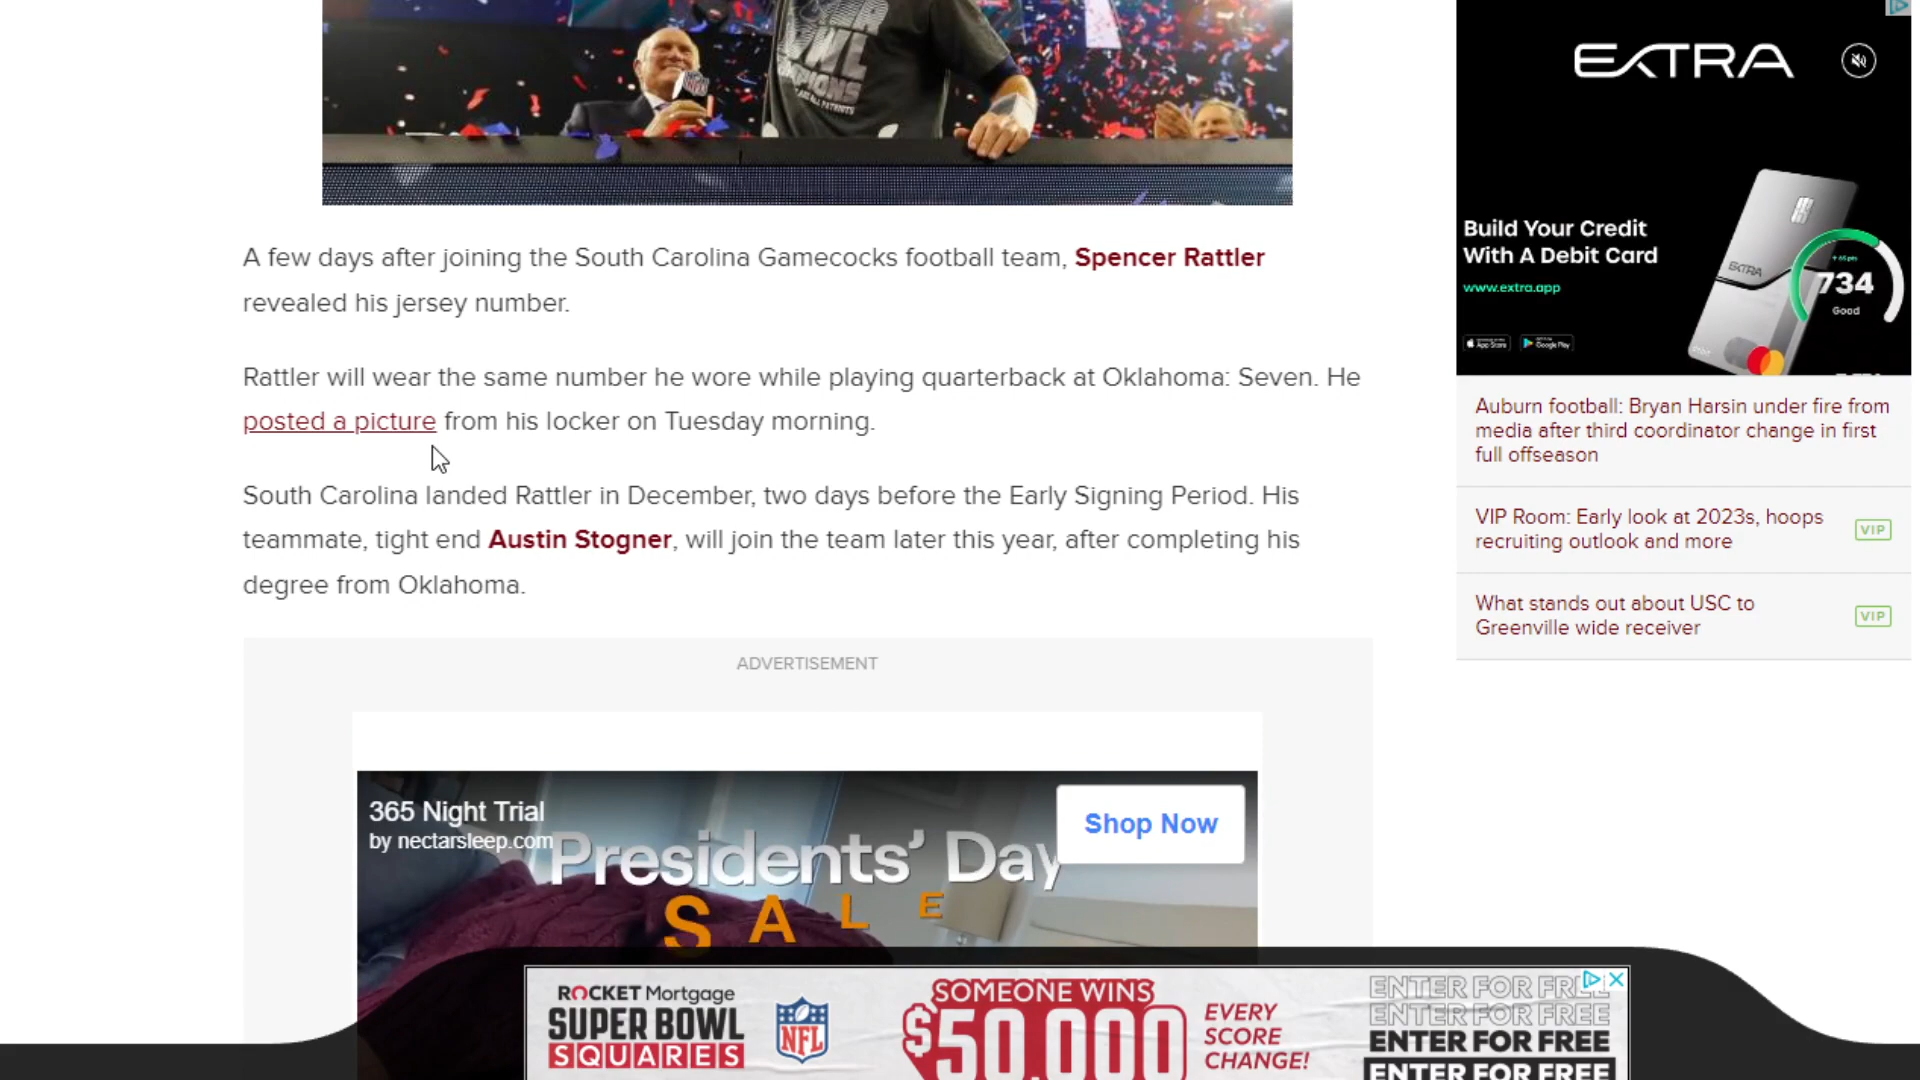 EXTRA
Build Your Credit
With A Debit Card
www.extra.app
App Store
Google Play
EXTRA
734
Good
A few days after joining the South Carolina Gamecocks football team, Spencer Rattler
revealed his jersey number.
Rattler will wear the same number he wore while playing quarterback at Oklahoma: Seven. He
posted a picture from his locker on Tuesday morning.
South Carolina landed Rattler in December, two days before the Early Signing Period. His
teammate, tight end Austin Stogner, will join the team later this year, after completing his
degree from Oklahoma.
Auburn football: Bryan Harsin under fire from
media after third coordinator change in first
full offseason
VIP Room: Early look at 2023s, hoops
recruiting outlook and more
VIP
What stands out about USC to
Greenville wide receiver
VIP
ADVERTISEMENT
365 Night Trial
by nectarsleep.com
Shop Now
Presidents' Day
SALE
ROCKET Mortgage
SUPER BOWL
SQUARES
NFL
SOMEONE WINS
$50,000
EVERY
SCORE
CHANGE!
ENTER FOR FREE
ENTER FOR FREE
ENTER FOR FREE